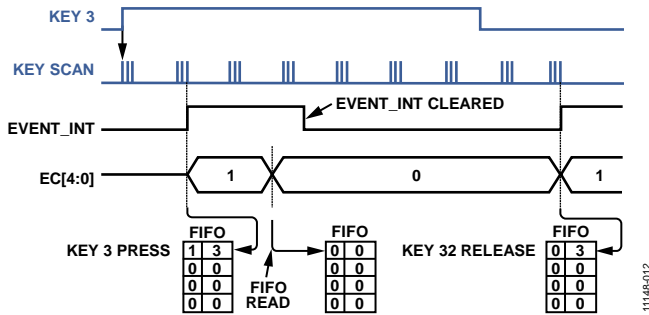 KEY 3
KEY SCAN
EVENT_INT CLEARED
EVENT_INT
EC[4:0]
1
0
1
FIFO
FIFO
FIFO
KEY 3 PRESS
1 3
0 0
0 0
0 0
FIFO
READ
0 0
0 0
0 0
0 0
KEY 32 RELEASE
0 3
0 0
0 0
0 0
11148-012